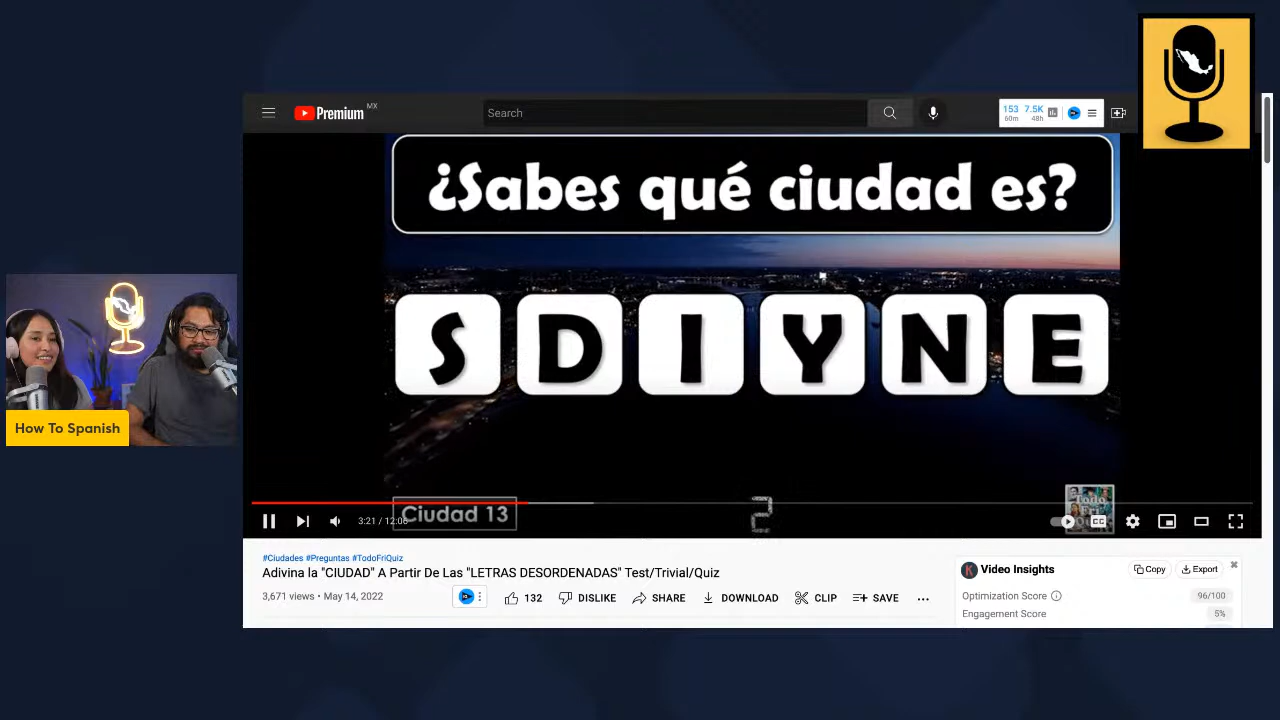 Premium MX
Search
153 7.5K
60m 48h
¿Sabes qué ciudad es?
S D I Y N E
How To Spanish
Ciudad 13
2
Todo
Fri
3:21 / 12:06
CC
#Ciudades #Preguntas #TodoFriQuiz
Adivina la "CIUDAD" A Partir De Las "LETRAS DESORDENADAS" Test/Trivial/Quiz
3,671 views • May 14, 2022
132 DISLIKE SHARE DOWNLOAD CLIP SAVE ...
Video Insights
Copy Export
Optimization Score 96/100
Engagement Score 5%